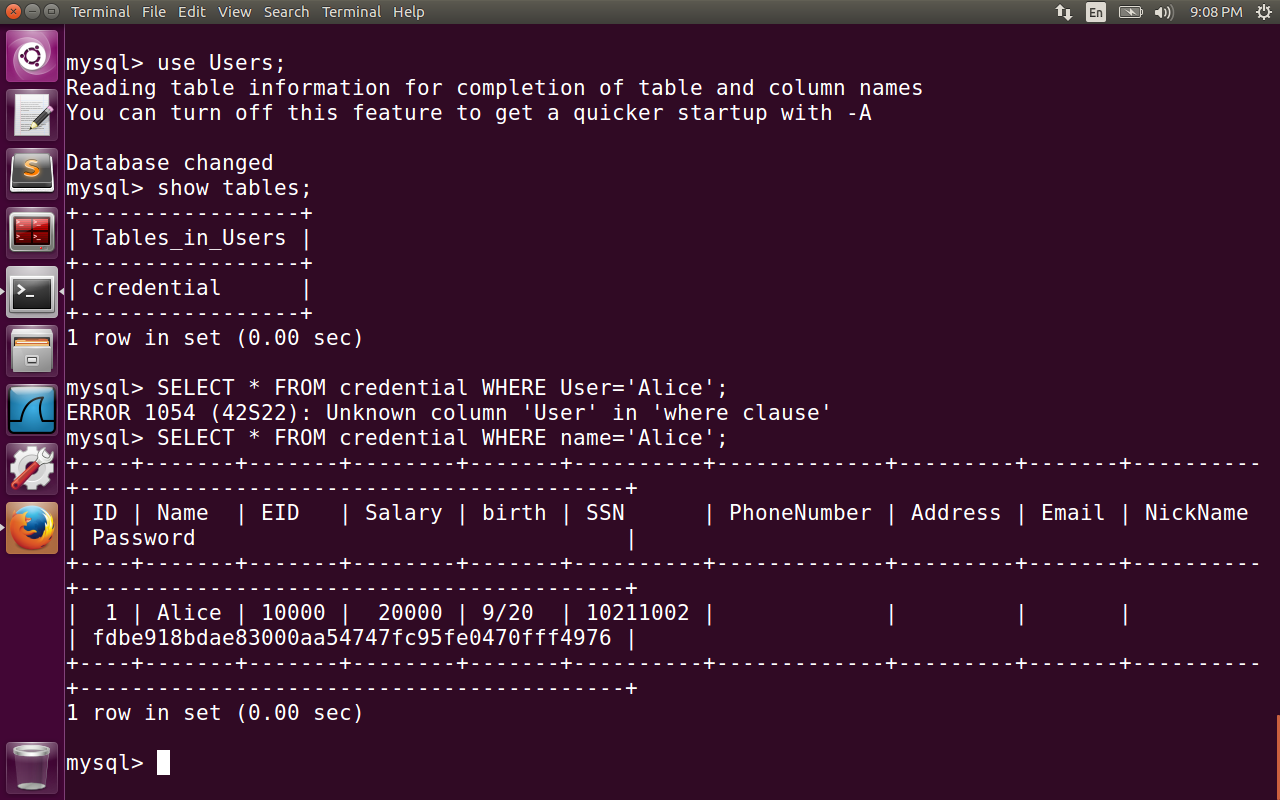 Terminal File Edit View Search Terminal Help En 9:08 PM
mysql> use Users;
Reading table information for completion of table and column names
You can turn off this feature to get a quicker startup with -A
Database changed
mysql> show tables;
+-----------------+
| Tables_in_Users |
+-----------------+
| credential      |
+-----------------+
1 row in set (0.00 sec)
mysql> SELECT * FROM credential WHERE User='Alice';
ERROR 1054 (42S22): Unknown column 'User' in 'where clause'
mysql> SELECT * FROM credential WHERE name='Alice';
+----+-------+-------+--------+-------+----------+-------------+---------+-------+----------
+------------------------------------------+
| ID | Name  | EID   | Salary | birth | SSN      | PhoneNumber | Address | Email | NickName
| Password                                 |
+----+-------+-------+--------+-------+----------+-------------+---------+-------+----------
+------------------------------------------+
|  1 | Alice | 10000 |  20000 | 9/20  | 10211002 |             |         |       |
| fdbe918bdae83000aa54747fc95fe0470fff4976 |
+----+-------+-------+--------+-------+----------+-------------+---------+-------+----------
+------------------------------------------+
1 row in set (0.00 sec)
mysql>